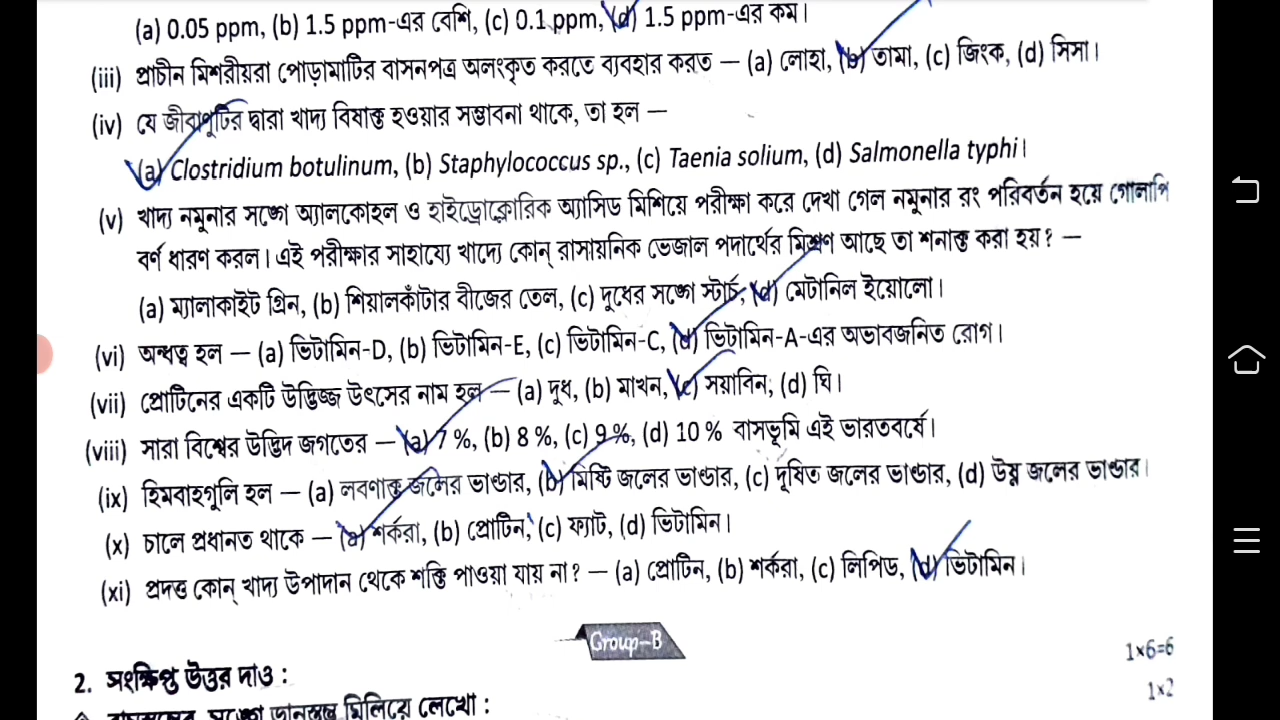 (a) 0.05 ppm, (b) 1.5 ppm-এর বেশি, (c) 0.1 ppm, (d) 1.5 ppm-এর কম।
(iii) প্রাচীন মিশরীয়রা পোড়ামাটির বাসনপত্র অলংকৃত করতে ব্যবহার করত — (a) লোহা, (b) তামা, (c) জিংক, (d) সিসা।
(iv) যে জীবাণুটির দ্বারা খাদ্য বিষাক্ত হওয়ার সম্ভাবনা থাকে, তা হল —
(a) Clostridium botulinum, (b) Staphylococcus sp., (c) Taenia solium, (d) Salmonella typhi।
(v) খাদ্য নমুনার সঙ্গে অ্যালকোহল ও হাইড্রোক্লোরিক অ্যাসিড মিশিয়ে পরীক্ষা করে দেখা গেল নমুনার রং পরিবর্তন হয়ে গোলাপি
বর্ণ ধারণ করল। এই পরীক্ষার সাহায্যে খাদ্যে কোন্ রাসায়নিক ভেজাল পদার্থের মিশ্রণ আছে তা শনাক্ত করা হয়? —
(a) ম্যালাকাইট গ্রিন, (b) শিয়ালকাঁটার বীজের তেল, (c) দুধের সঙ্গে স্টার্চ, (d) মেটানিল ইয়োলো।
(vi) অন্ধত্ব হল — (a) ভিটামিন-D, (b) ভিটামিন-E, (c) ভিটামিন-C, (d) ভিটামিন-A-এর অভাবজনিত রোগ।
(vii) প্রোটিনের একটি উদ্ভিজ্জ উৎসের নাম হল — (a) দুধ, (b) মাখন, (c) সয়াবিন, (d) ঘি।
(viii) সারা বিশ্বের উদ্ভিদ জগতের — (a) 7 %, (b) 8 %, (c) 9 %, (d) 10 % বাসভূমি এই ভারতবর্ষে।
(ix) হিমবাহগুলি হল — (a) লবণাক্ত জলের ভাণ্ডার, (b) মিষ্টি জলের ভাণ্ডার, (c) দূষিত জলের ভাণ্ডার, (d) উষ্ণ জলের ভাণ্ডার।
(x) চালে প্রধানত থাকে — (a) শর্করা, (b) প্রোটিন, (c) ফ্যাট, (d) ভিটামিন।
(xi) প্রদত্ত কোন্ খাদ্য উপাদান থেকে শক্তি পাওয়া যায় না? — (a) প্রোটিন, (b) শর্করা, (c) লিপিড, (d) ভিটামিন।
Group–B
2. সংক্ষিপ্ত উত্তর দাও : 1×6=6
বামস্তম্ভের সঙ্গে ডানস্তম্ভ মিলিয়ে লেখো : 1×2